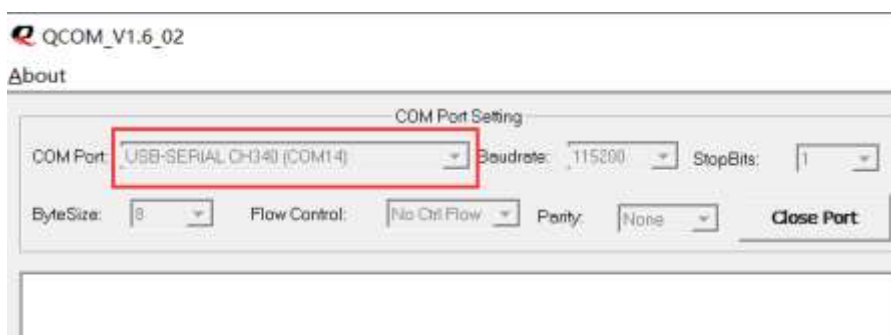 QCOM_V1.6_02
About
COM Port Setting
COM Port: USB-SERIAL CH340 (COM14) Baudrate: 115200 StopBits: 1
ByteSize: 8 Flow Control: No Ctrl Flow Parity: None Close Port